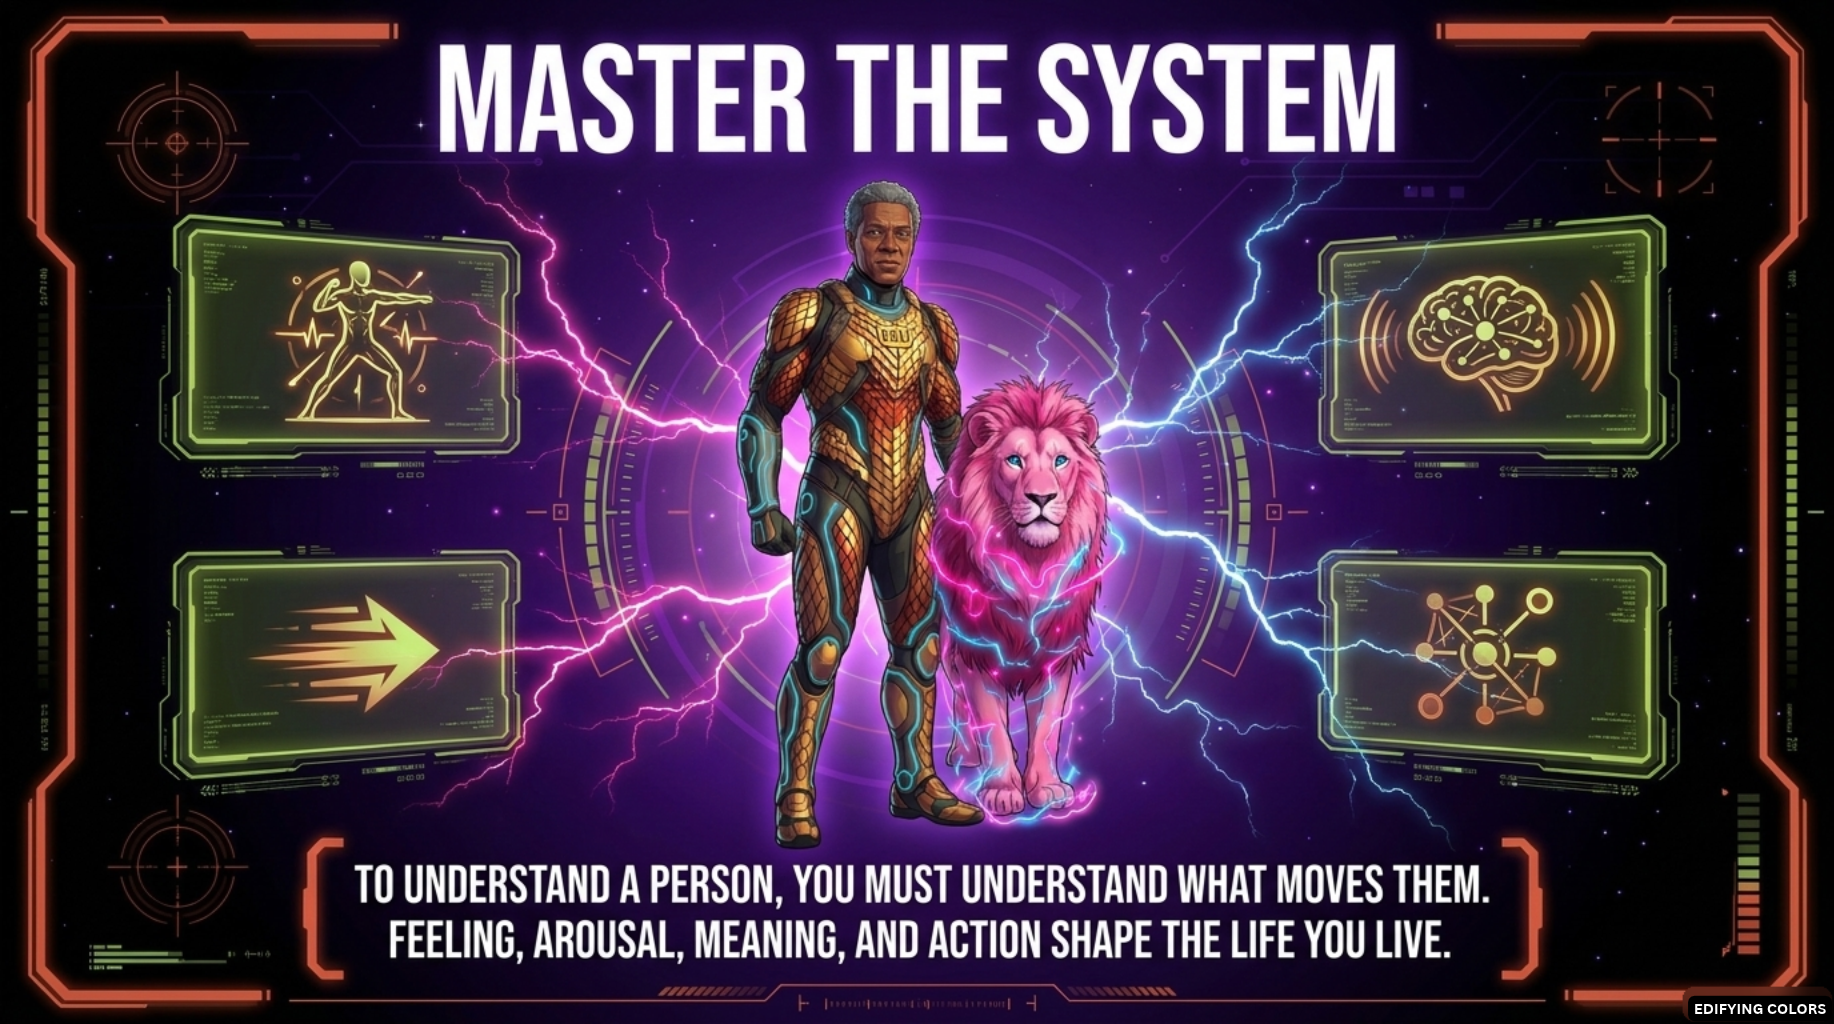 MASTER THE SYSTEM
TO UNDERSTAND A PERSON, YOU MUST UNDERSTAND WHAT MOVES THEM.
FEELING, AROUSAL, MEANING, AND ACTION SHAPE THE LIFE YOU LIVE.
EDIFYING COLORS